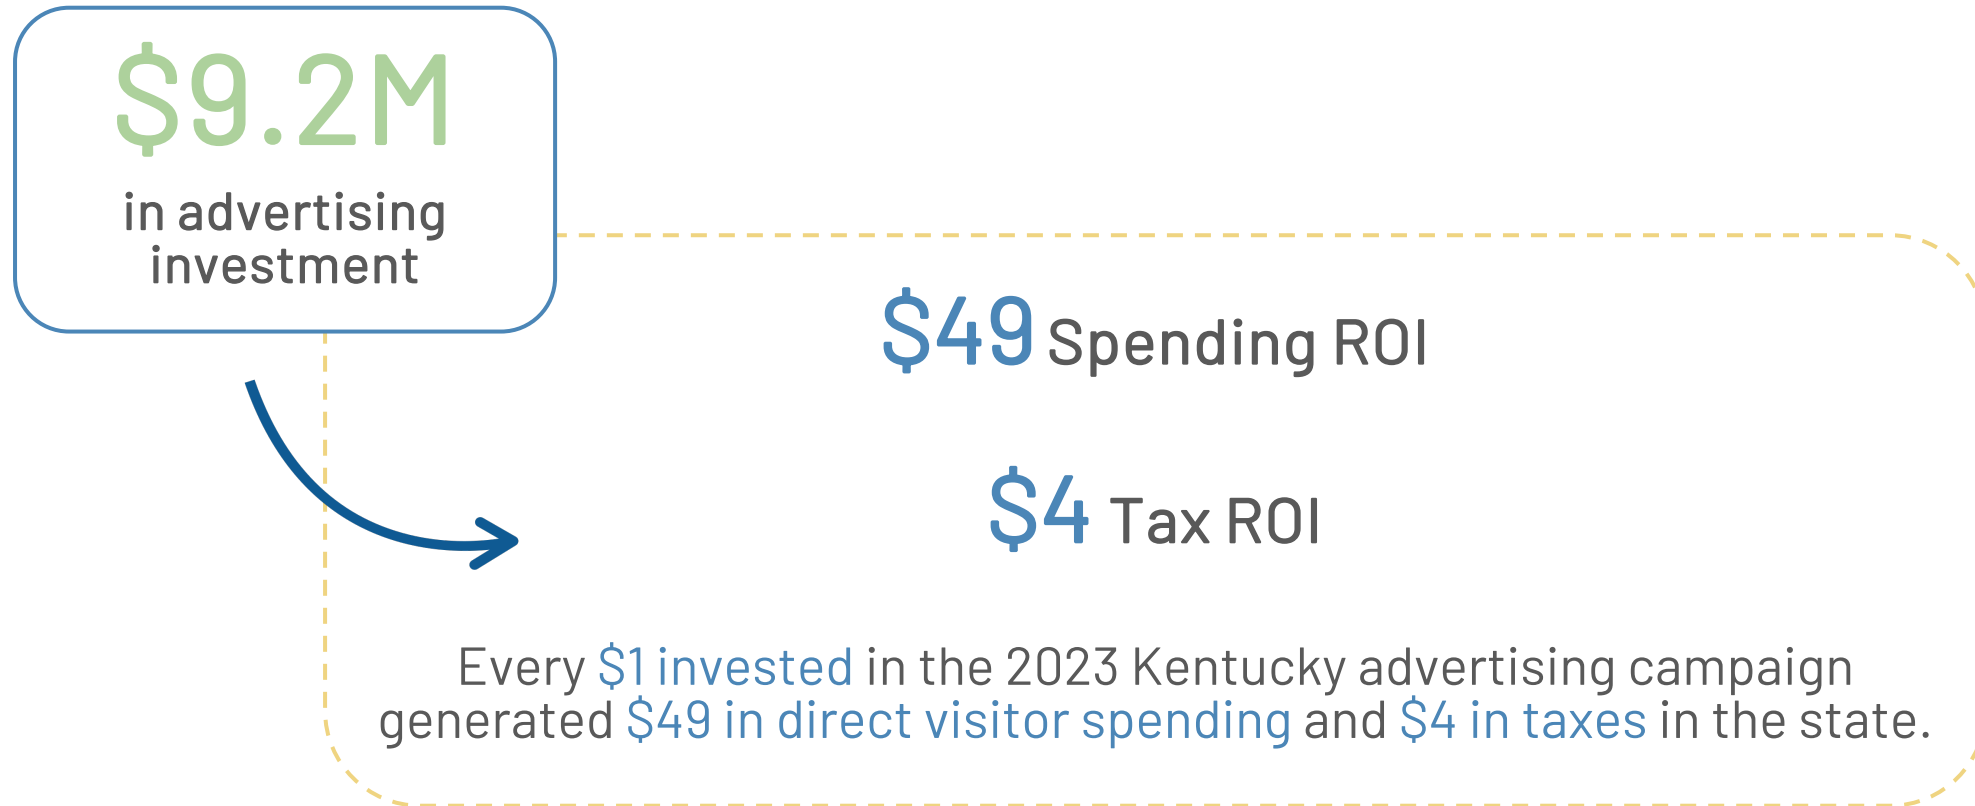 $9.2M
in advertising
investment
$49 Spending ROI
$4 Tax ROI
Every $1 invested in the 2023 Kentucky advertising campaign
generated $49 in direct visitor spending and $4 in taxes in the state.